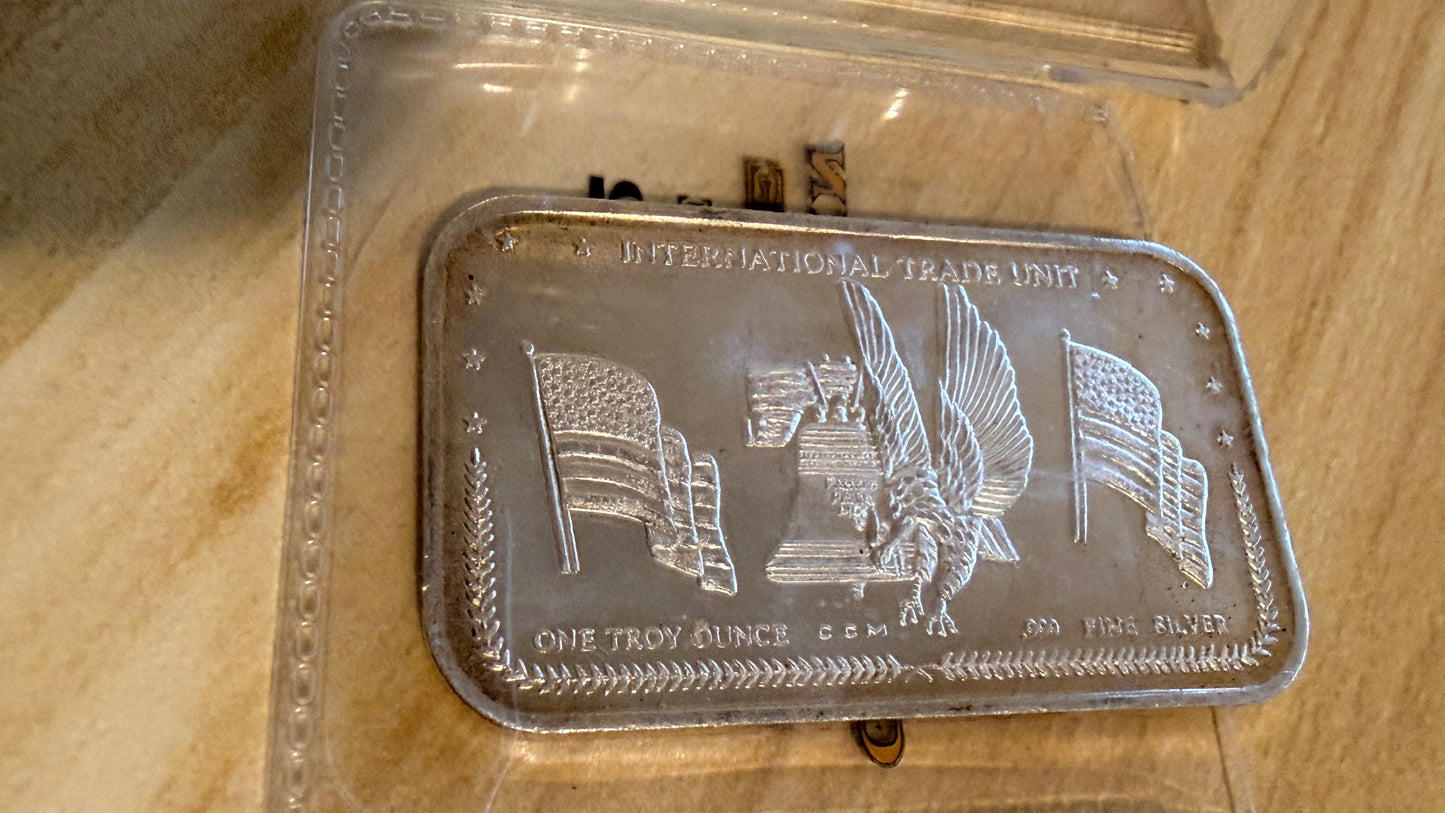 INTERNATIONAL TRADE UNIT
ONE TROY OUNCE CCM .999 FINE SILVER